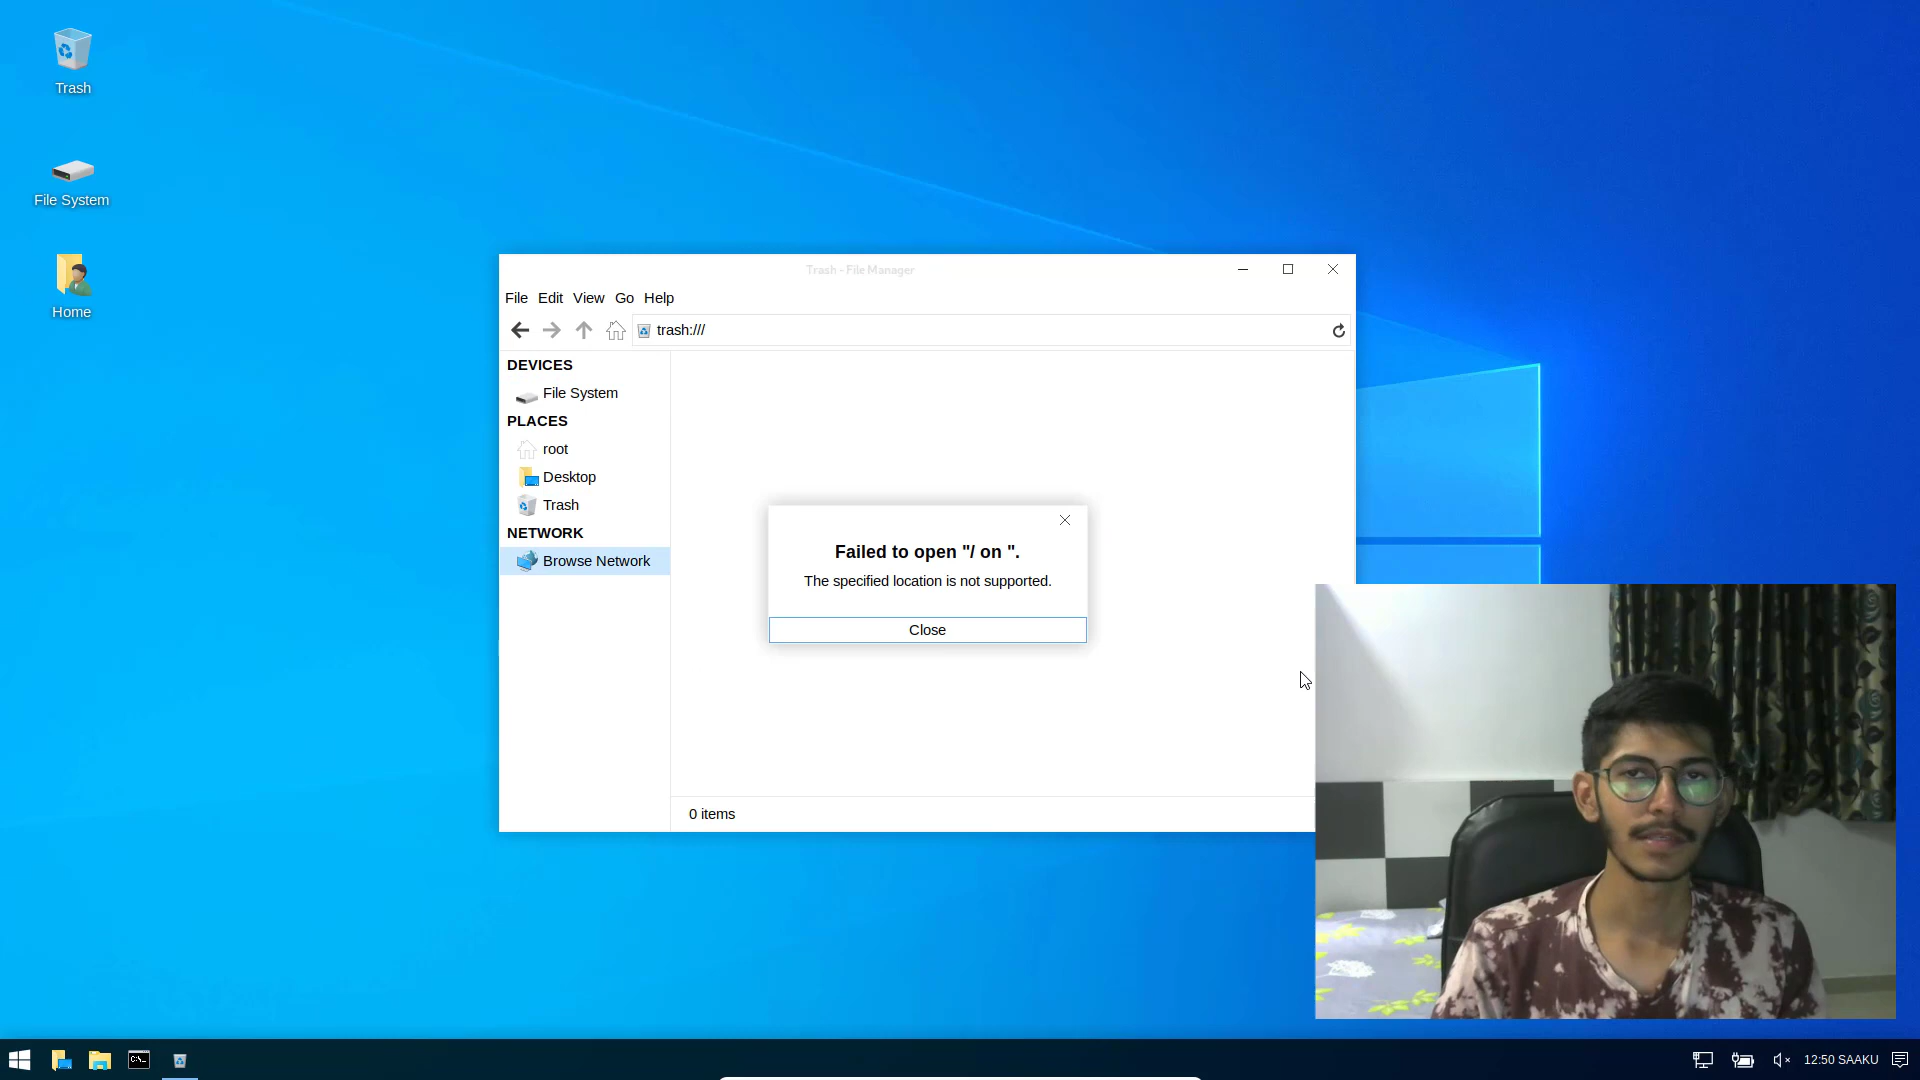 Trash
File System
Home
Trash - File Manager
File Edit View Go Help
trash:///
DEVICES
File System
PLACES
root
Desktop
Trash
NETWORK
Browse Network
Failed to open "/ on ".
The specified location is not supported.
Close
0 items
C:\_
12:50 SAAKU